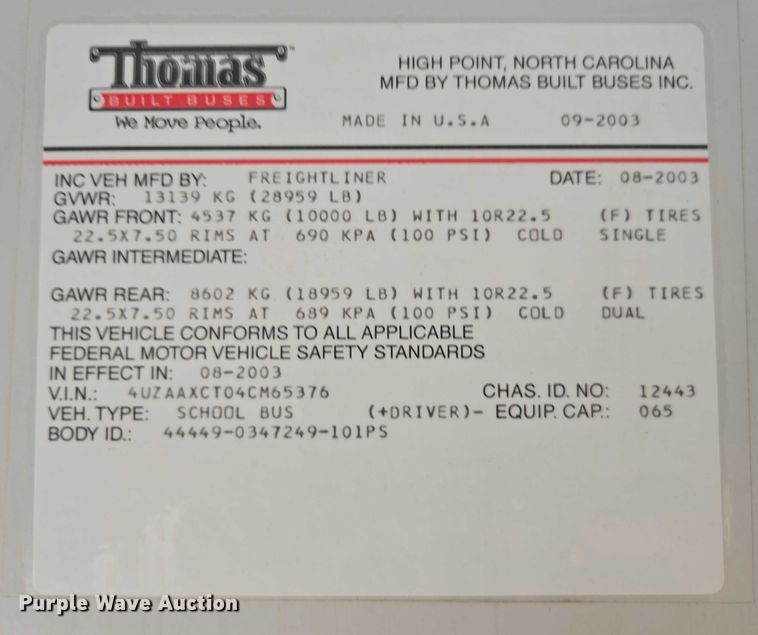 Thomas™
BUILT BUSES
We Move People.
HIGH POINT, NORTH CAROLINA
MFD BY THOMAS BUILT BUSES INC.
MADE IN U.S.A 09-2003
INC VEH MFD BY: FREIGHTLINER DATE: 08-2003
GVWR: 13139 KG (28959 LB)
GAWR FRONT: 4537 KG (10000 LB) WITH 10R22.5 (F) TIRES
22.5X7.50 RIMS AT 690 KPA (100 PSI) COLD SINGLE
GAWR INTERMEDIATE:
GAWR REAR: 8602 KG (18959 LB) WITH 10R22.5 (F) TIRES
22.5X7.50 RIMS AT 689 KPA (100 PSI) COLD DUAL
THIS VEHICLE CONFORMS TO ALL APPLICABLE
FEDERAL MOTOR VEHICLE SAFETY STANDARDS
IN EFFECT IN: 08-2003
V.I.N.: 4UZAAXCT04CM65376 CHAS. ID. NO: 12443
VEH. TYPE: SCHOOL BUS (+DRIVER)- EQUIP. CAP.: 065
BODY ID.: 44449-0347249-101PS
Purple Wave Auction